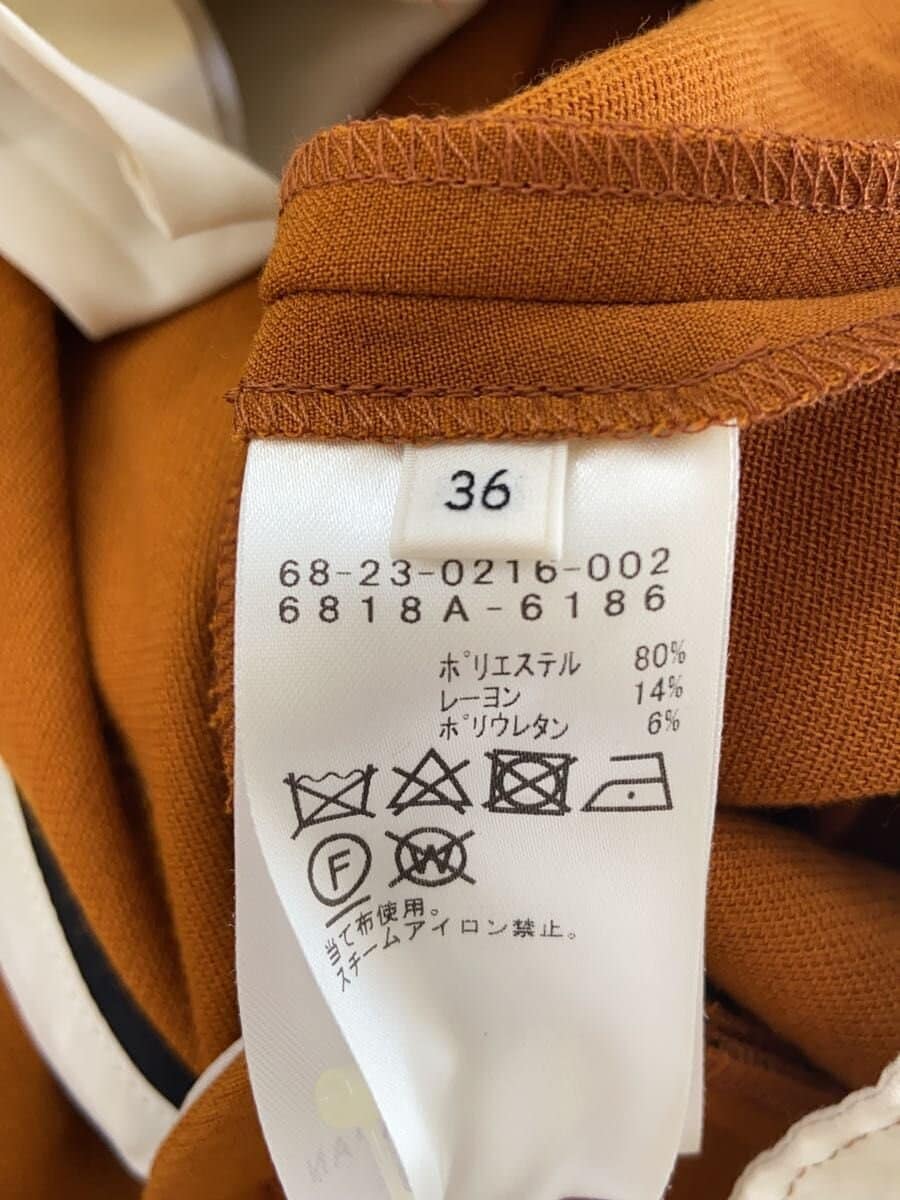 36
68-23-0216-002
6818A-6186
ポリエステル 80%
レーヨン 14%
ポリウレタン 6%
F
W
当て布使用。
スチームアイロン禁止。